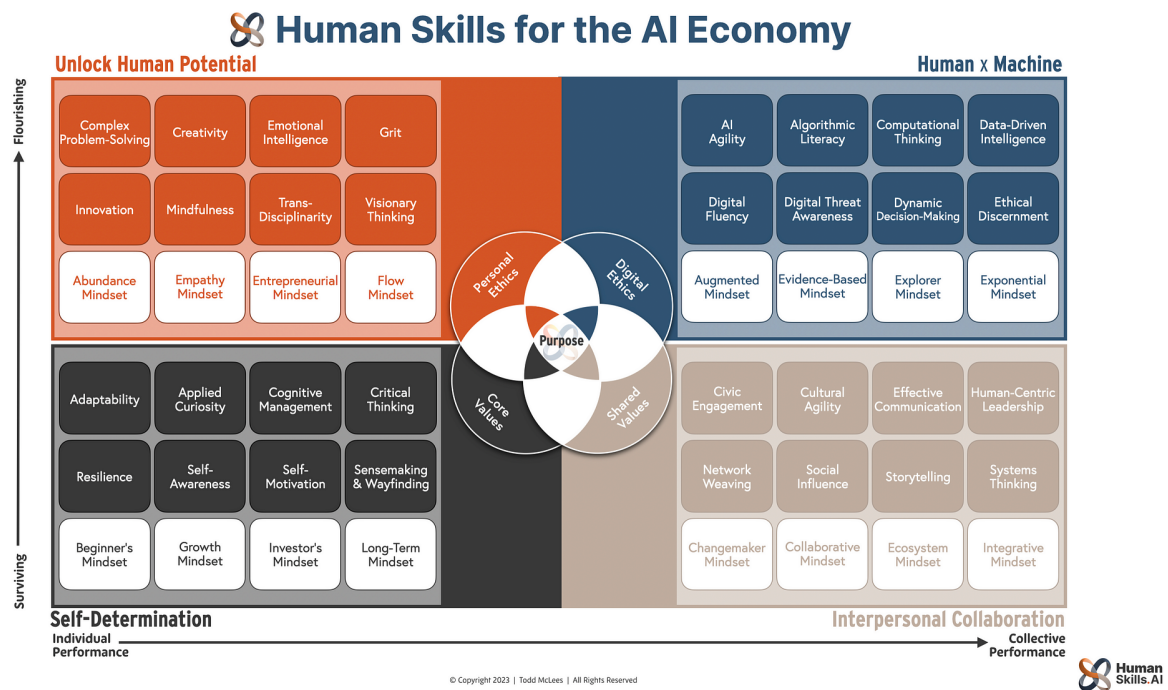 Human Skills for the AI Economy
Unlock Human Potential
Human x Machine
Flourishing
Surviving
Complex
Problem-Solving
Creativity
Emotional
Intelligence
Grit
Innovation
Mindfulness
Trans-
Disciplinarity
Visionary
Thinking
Abundance
Mindset
Empathy
Mindset
Entrepreneurial
Mindset
Flow
Mindset
AI
Agility
Algorithmic
Literacy
Computational
Thinking
Data-Driven
Intelligence
Digital
Fluency
Digital Threat
Awareness
Dynamic
Decision-Making
Ethical
Discernment
Augmented
Mindset
Evidence-Based
Mindset
Explorer
Mindset
Exponential
Mindset
Personal
Ethics
Digital
Ethics
Purpose
Core
Values
Shared
Values
Adaptability
Applied
Curiosity
Cognitive
Management
Critical
Thinking
Resilience
Self-
Awareness
Self-
Motivation
Sensemaking
& Wayfinding
Beginner's
Mindset
Growth
Mindset
Investor's
Mindset
Long-Term
Mindset
Civic
Engagement
Cultural
Agility
Effective
Communication
Human-Centric
Leadership
Network
Weaving
Social
Influence
Storytelling
Systems
Thinking
Changemaker
Mindset
Collaborative
Mindset
Ecosystem
Mindset
Integrative
Mindset
Self-Determination
Interpersonal Collaboration
Individual
Performance
Collective
Performance
© Copyright 2023 | Todd McLees | All Rights Reserved
Human
Skills.AI